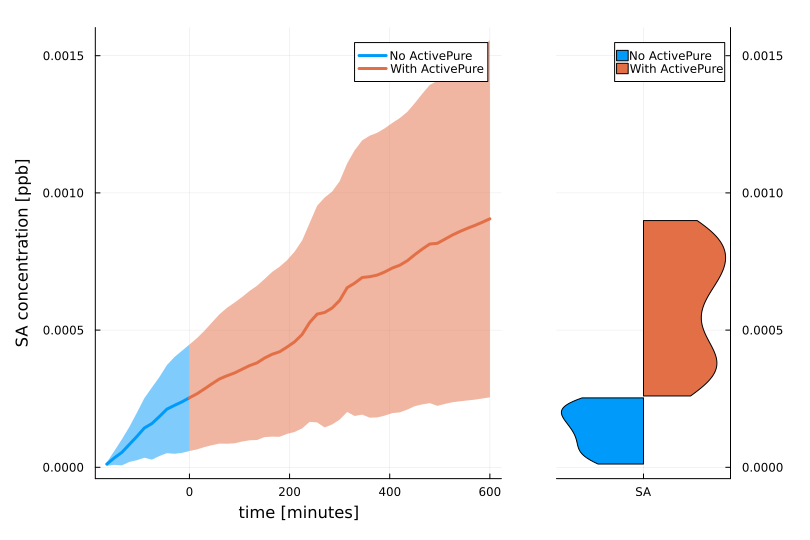 No ActivePure
With ActivePure
No ActivePure
With ActivePure
0.0015
0.0010
0.0005
0.0000
SA concentration [ppb]
0
200
400
600
time [minutes]
SA
0.0015
0.0010
0.0005
0.0000